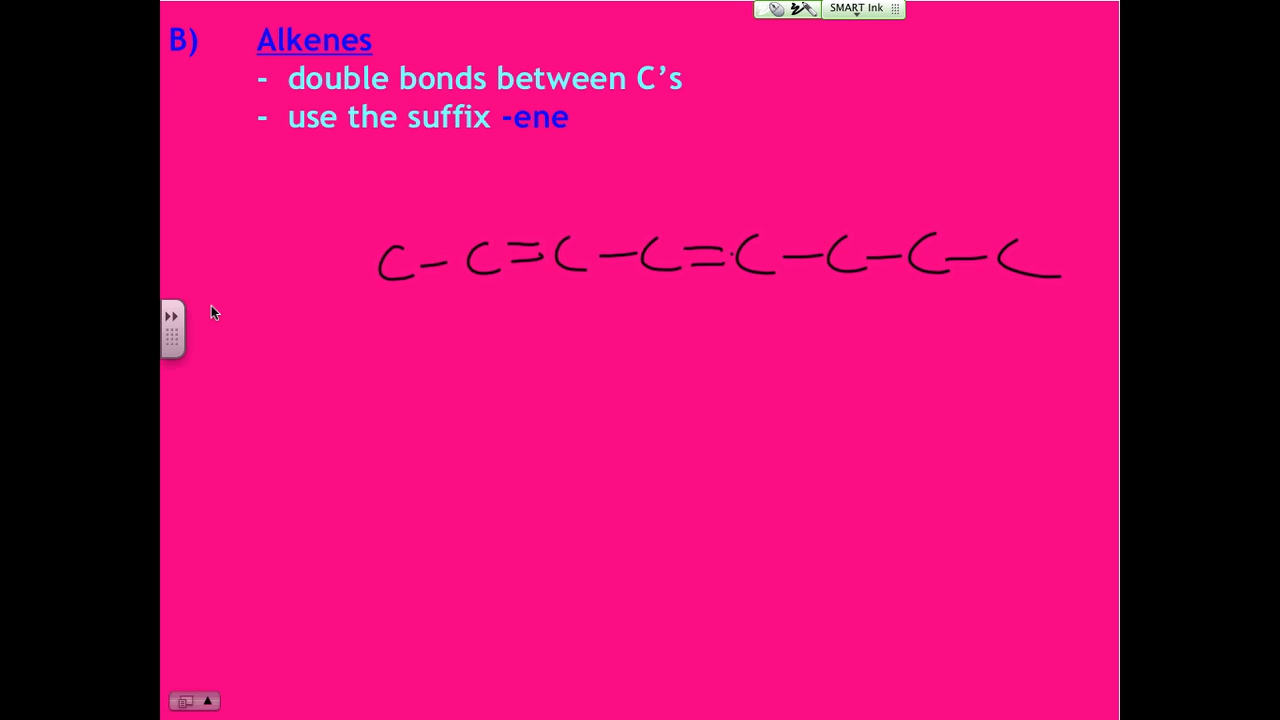 SMART Ink
B) Alkenes
- double bonds between C's
- use the suffix -ene
C - C = C - C = C - C - C - C